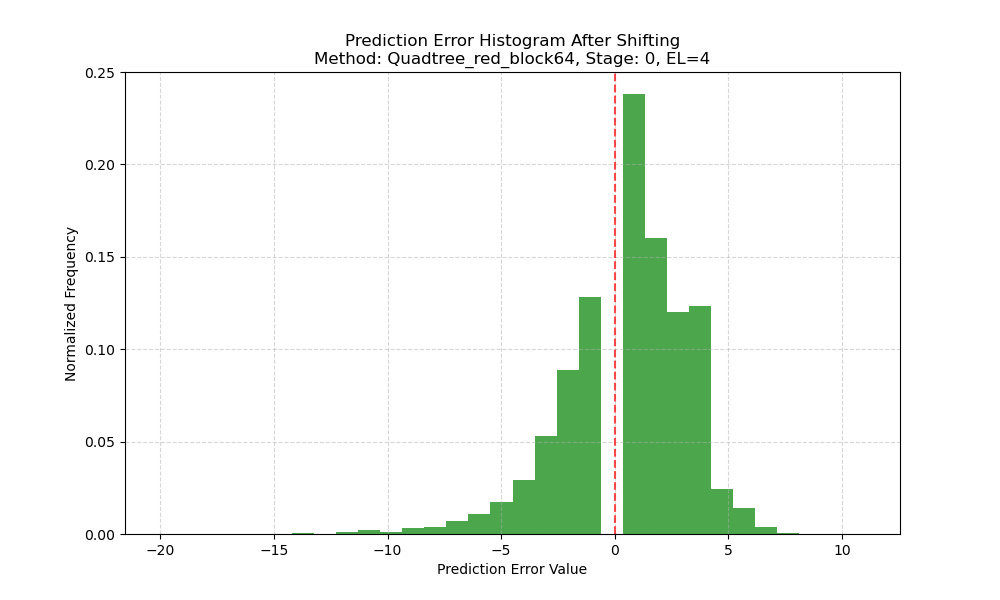 Prediction Error Histogram After Shifting
Method: Quadtree_red_block64, Stage: 0, EL=4
0.25
0.20
0.15
0.10
0.05
0.00
Normalized Frequency
−20 −15 −10 −5 0 5 10
Prediction Error Value